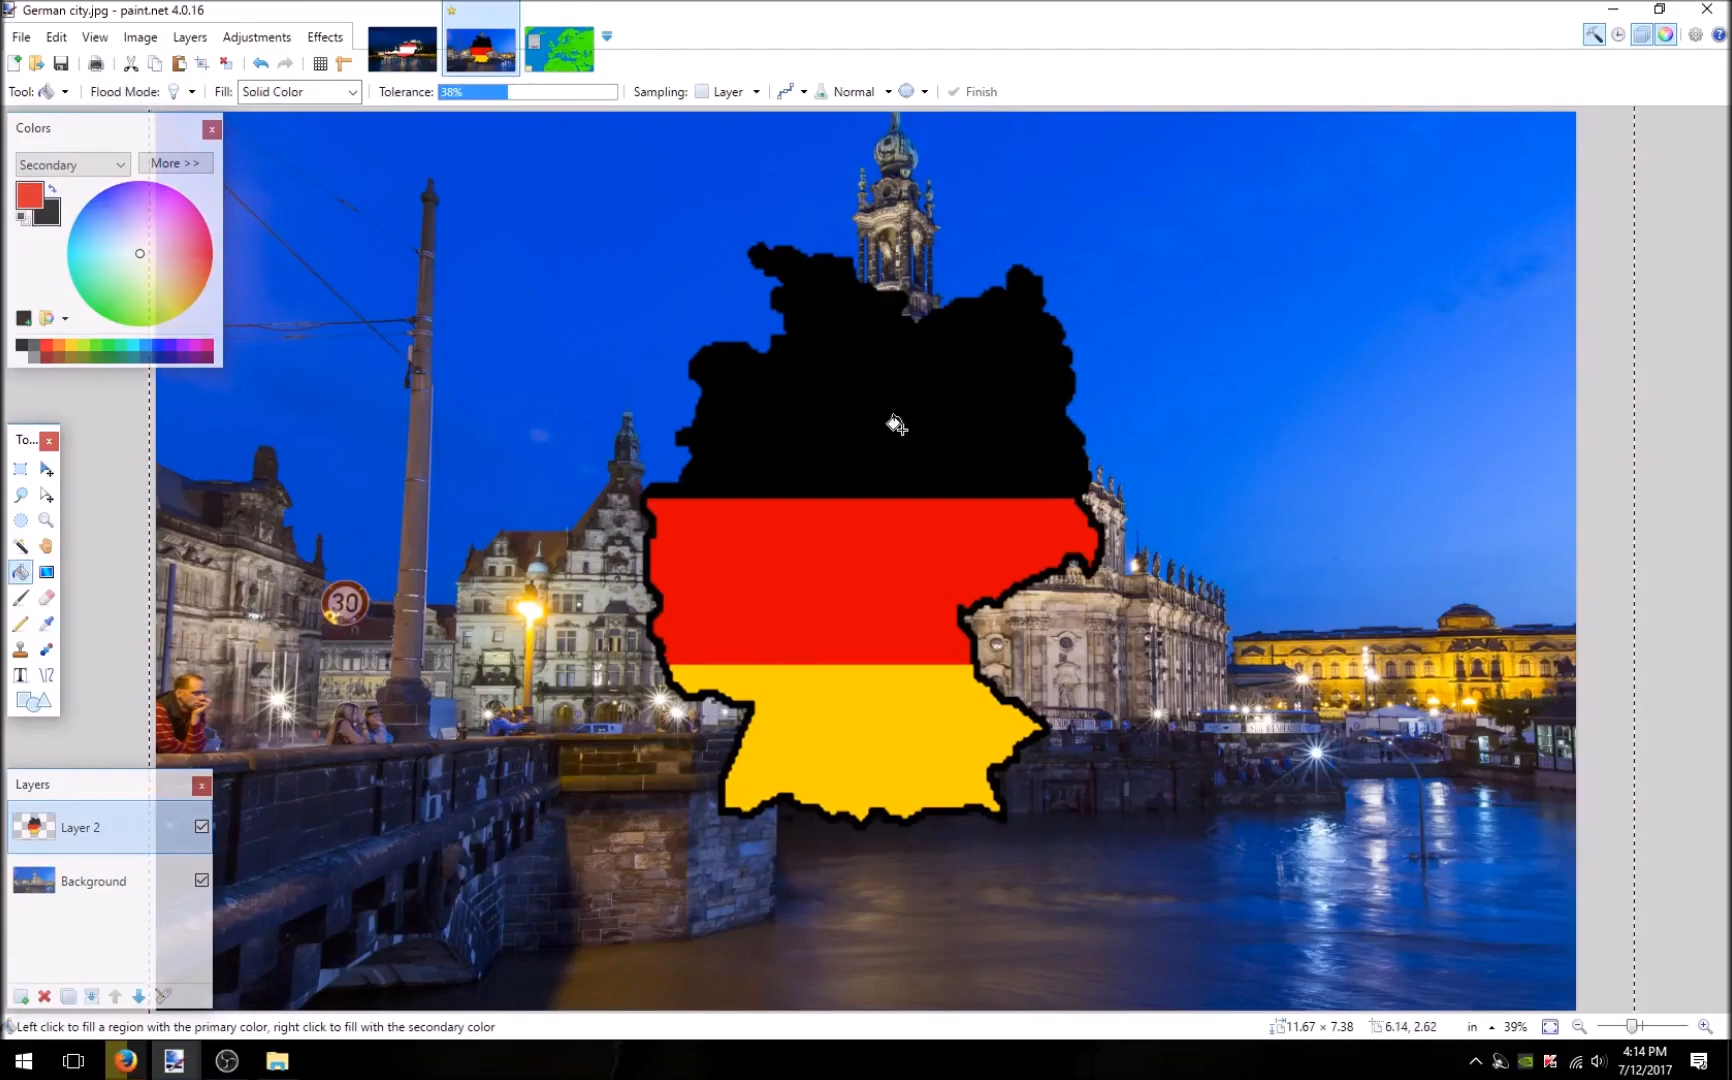 German city.jpg - paint.net 4.0.16
File Edit View Image Layers Adjustments Effects
Tool: Flood Mode: Fill: Solid Color Tolerance: 38% Sampling: Layer Normal Finish
Colors
Secondary More >>
To...
30
Layers
Layer 2
Background
Left click to fill a region with the primary color, right click to fill with the secondary color
11.67 × 7.38 6.14, 2.62 in 39%
4:14 PM
7/12/2017